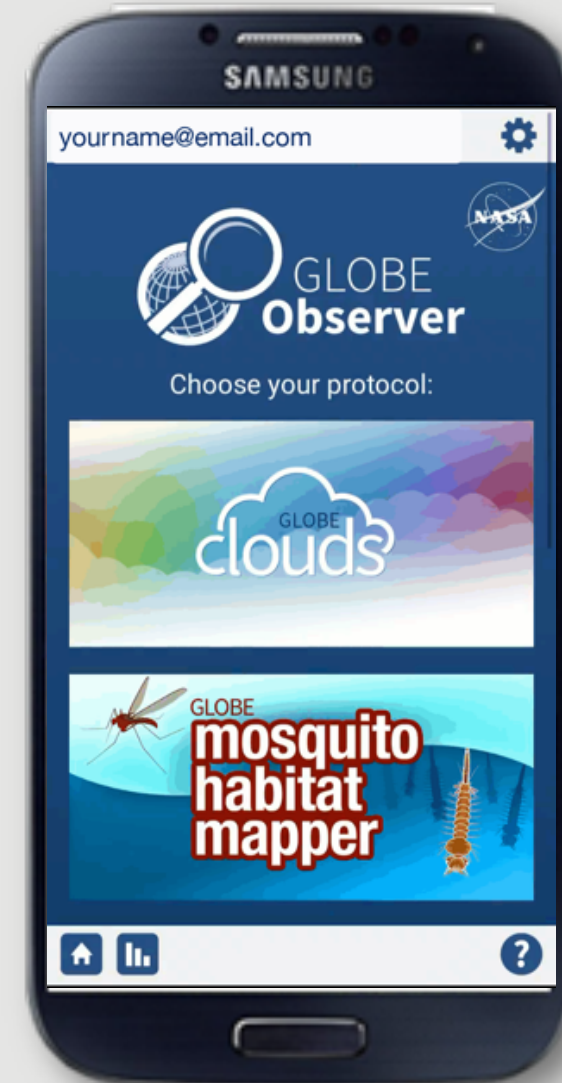 SAMSUNG
yourname@email.com
NASA
GLOBE
Observer
Choose your protocol:
GLOBE
clouds
GLOBE
mosquito
habitat
mapper
?